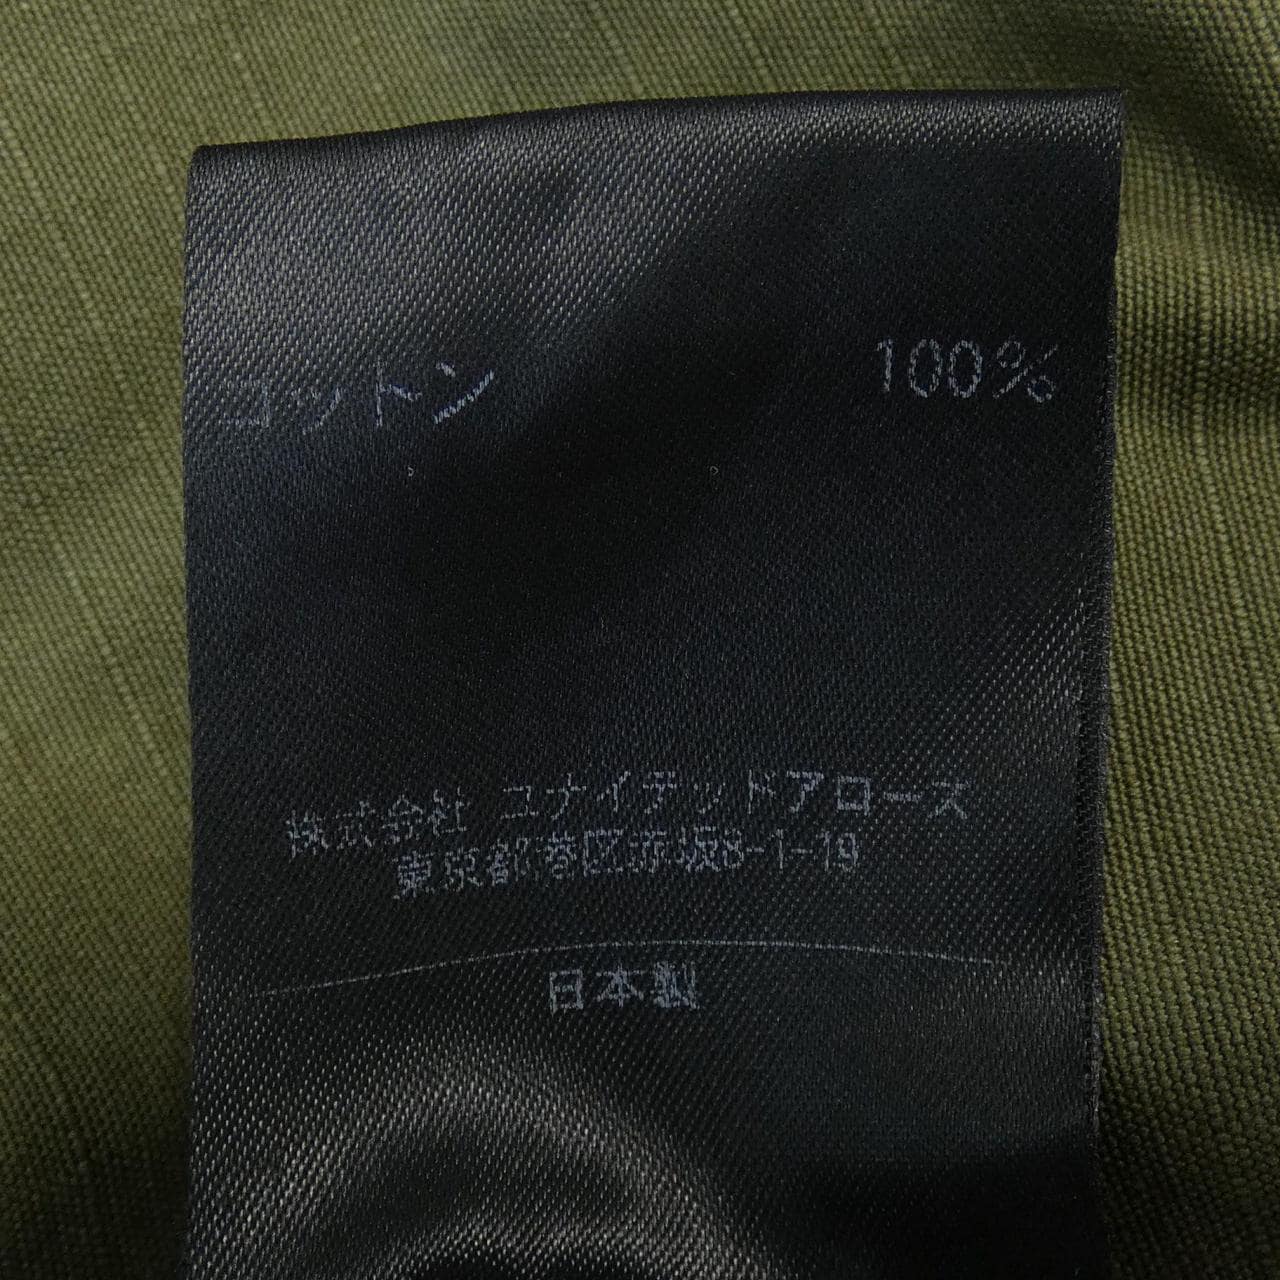 コットン 100%
株式会社 ユナイテッドアローズ
東京都港区赤坂8-1-19
日本製